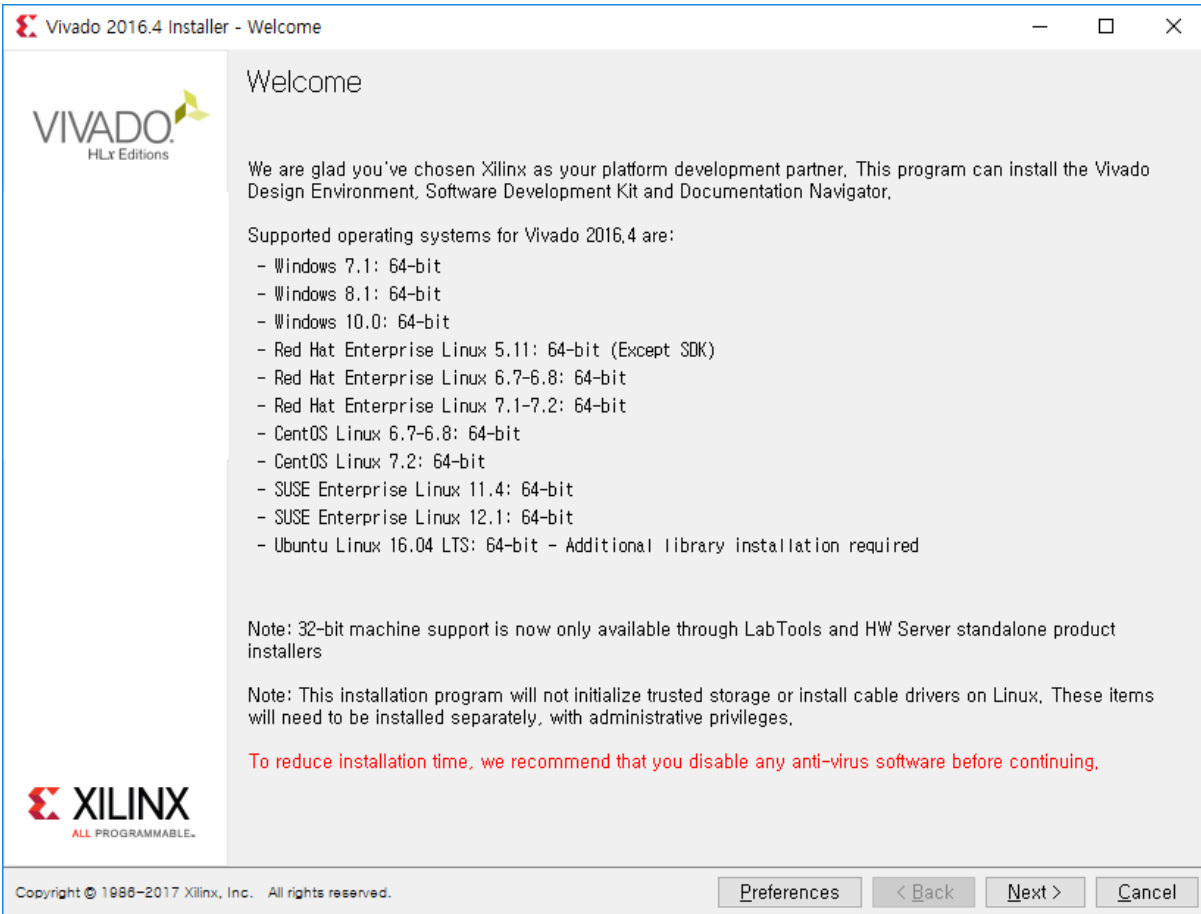 Vivado 2016.4 Installer - Welcome
VIVADO.
HLx Editions
Welcome
We are glad you've chosen Xilinx as your platform development partner. This program can install the Vivado
Design Environment, Software Development Kit and Documentation Navigator.
Supported operating systems for Vivado 2016.4 are:
- Windows 7.1: 64-bit
- Windows 8.1: 64-bit
- Windows 10.0: 64-bit
- Red Hat Enterprise Linux 5.11: 64-bit (Except SDK)
- Red Hat Enterprise Linux 6.7-6.8: 64-bit
- Red Hat Enterprise Linux 7.1-7.2: 64-bit
- CentOS Linux 6.7-6.8: 64-bit
- CentOS Linux 7.2: 64-bit
- SUSE Enterprise Linux 11.4: 64-bit
- SUSE Enterprise Linux 12.1: 64-bit
- Ubuntu Linux 16.04 LTS: 64-bit - Additional library installation required
Note: 32-bit machine support is now only available through LabTools and HW Server standalone product
installers
Note: This installation program will not initialize trusted storage or install cable drivers on Linux. These items
will need to be installed separately, with administrative privileges.
To reduce installation time, we recommend that you disable any anti-virus software before continuing.
XILINX
ALL PROGRAMMABLE™
Copyright © 1986-2017 Xilinx, Inc. All rights reserved.
Preferences < Back Next > Cancel